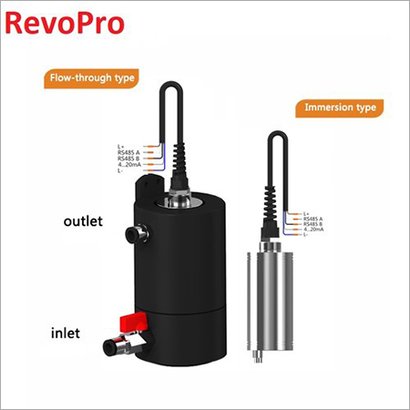 RevoPro
Flow-through type
L+
RS485 A
RS485 B
4...20mA
L-
outlet
inlet
Immersion type
L+
RS485 A
RS485 B
4...20mA
L-